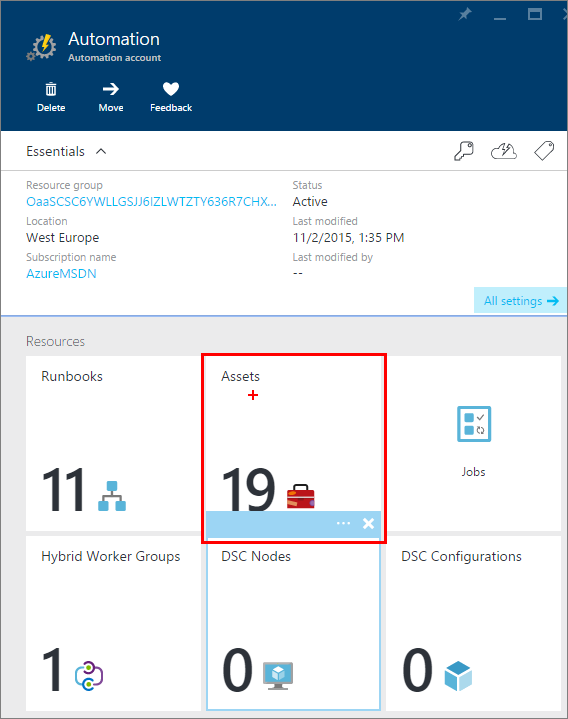 Automation
Automation account
Delete
Move
Feedback
Essentials
Resource group
OaaSCSC6YWLLGSJJ6IZLWTZTY636R7CHX...
Status
Active
Location
West Europe
Last modified
11/2/2015, 1:35 PM
Subscription name
AzureMSDN
Last modified by
--
All settings
Resources
Runbooks
11
Assets
19
Jobs
Hybrid Worker Groups
1
DSC Nodes
0
DSC Configurations
0